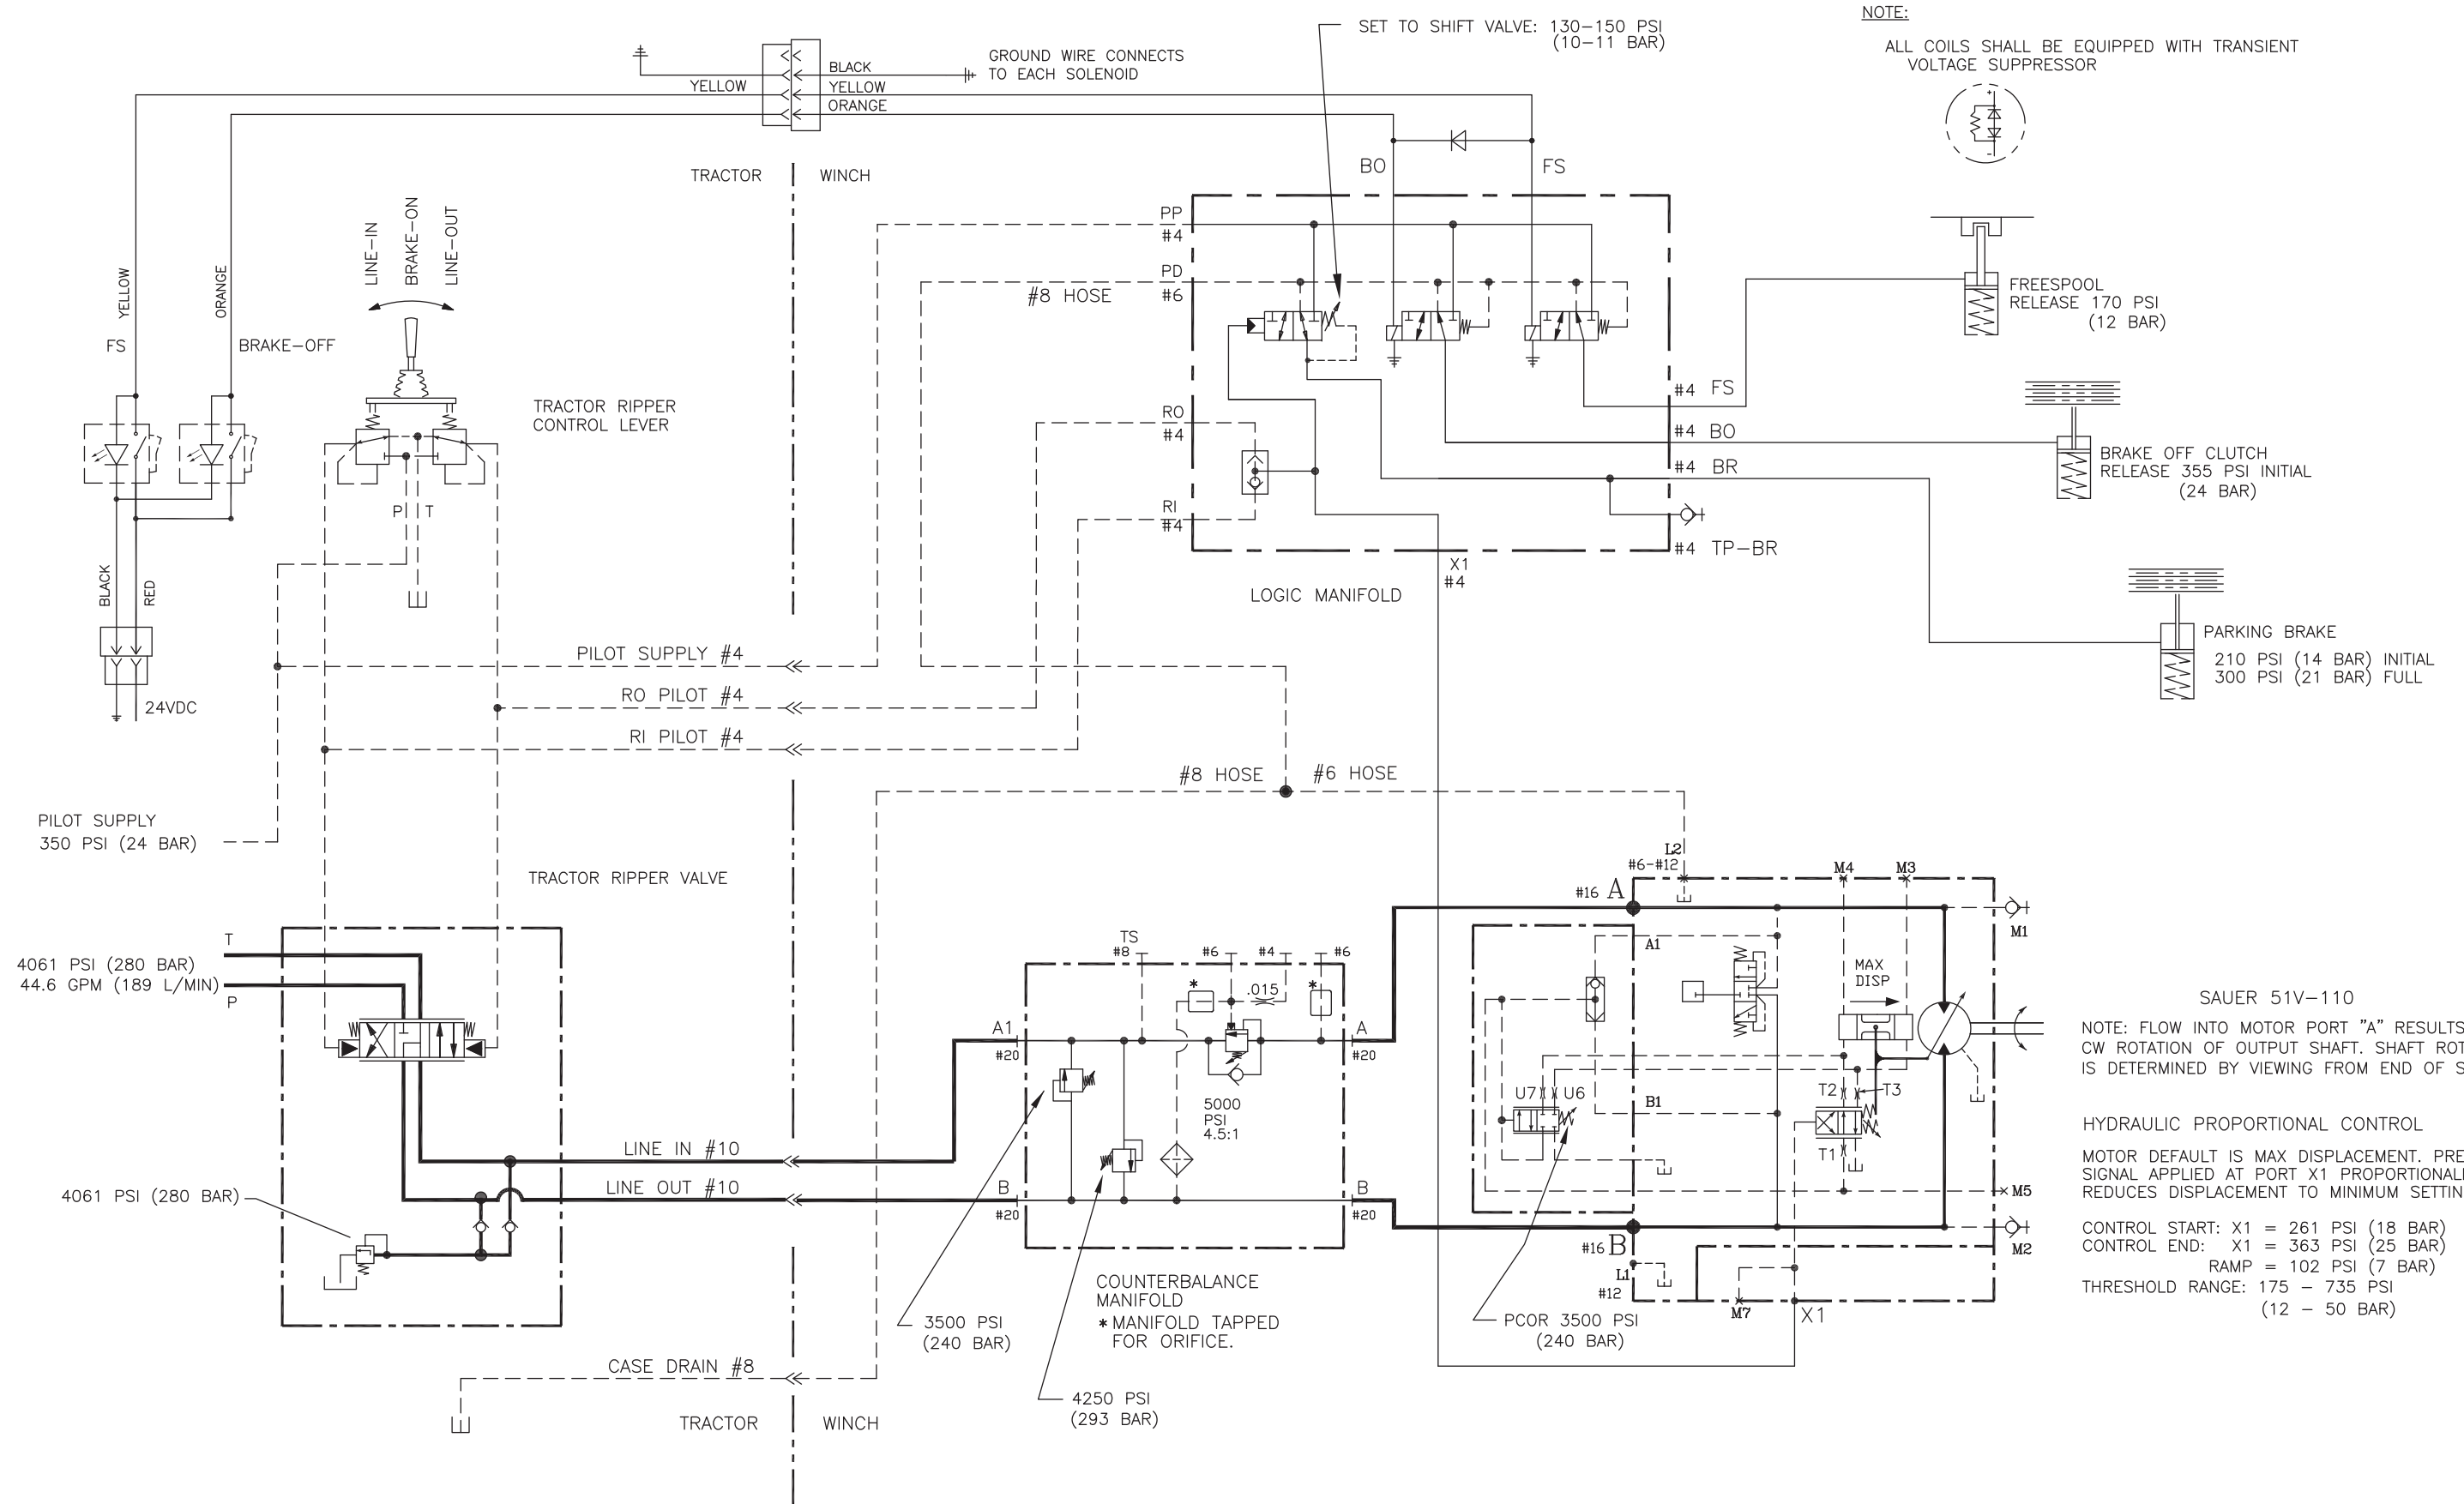 NOTE:
ALL COILS SHALL BE EQUIPPED WITH TRANSIENT
VOLTAGE SUPPRESSOR
+
-
SET TO SHIFT VALVE: 130-150 PSI
(10-11 BAR)
GROUND WIRE CONNECTS
TO EACH SOLENOID
BLACK
YELLOW
YELLOW
ORANGE
TRACTOR
WINCH
BO
FS
LINE-IN
BRAKE-ON
LINE-OUT
YELLOW
ORANGE
FS
BRAKE-OFF
TRACTOR RIPPER
CONTROL LEVER
P
T
BLACK
RED
24VDC
PP
#4
PD
#6
#8 HOSE
RO
#4
RI
#4
#4 FS
#4 BO
#4 BR
#4 TP-BR
X1
#4
LOGIC MANIFOLD
FREESPOOL
RELEASE 170 PSI
(12 BAR)
BRAKE OFF CLUTCH
RELEASE 355 PSI INITIAL
(24 BAR)
PARKING BRAKE
210 PSI (14 BAR) INITIAL
300 PSI (21 BAR) FULL
PILOT SUPPLY #4
RO PILOT #4
RI PILOT #4
#8 HOSE
#6 HOSE
PILOT SUPPLY
350 PSI (24 BAR)
TRACTOR RIPPER VALVE
T
4061 PSI (280 BAR)
44.6 GPM (189 L/MIN)
P
4061 PSI (280 BAR)
LINE IN #10
LINE OUT #10
CASE DRAIN #8
TRACTOR
WINCH
TS
#8
#6
#4
#6
*
*
.015
A1
#20
A
#20
5000
PSI
4.5:1
B
#20
B
#20
COUNTERBALANCE
MANIFOLD
* MANIFOLD TAPPED
FOR ORIFICE.
3500 PSI
(240 BAR)
4250 PSI
(293 BAR)
L2
#6-#12
#16 A
M4
M3
M1
A1
MAX
DISP
U7
U6
B1
T2
T3
T1
M5
M2
#16 B
L1
#12
M7
X1
PCOR 3500 PSI
(240 BAR)
SAUER 51V-110
NOTE: FLOW INTO MOTOR PORT "A" RESULTS
CW ROTATION OF OUTPUT SHAFT. SHAFT ROT
IS DETERMINED BY VIEWING FROM END OF S
HYDRAULIC PROPORTIONAL CONTROL
MOTOR DEFAULT IS MAX DISPLACEMENT. PRE
SIGNAL APPLIED AT PORT X1 PROPORTIONAL
REDUCES DISPLACEMENT TO MINIMUM SETTIN
CONTROL START: X1 = 261 PSI (18 BAR)
CONTROL END: X1 = 363 PSI (25 BAR)
RAMP = 102 PSI (7 BAR)
THRESHOLD RANGE: 175 - 735 PSI
(12 - 50 BAR)